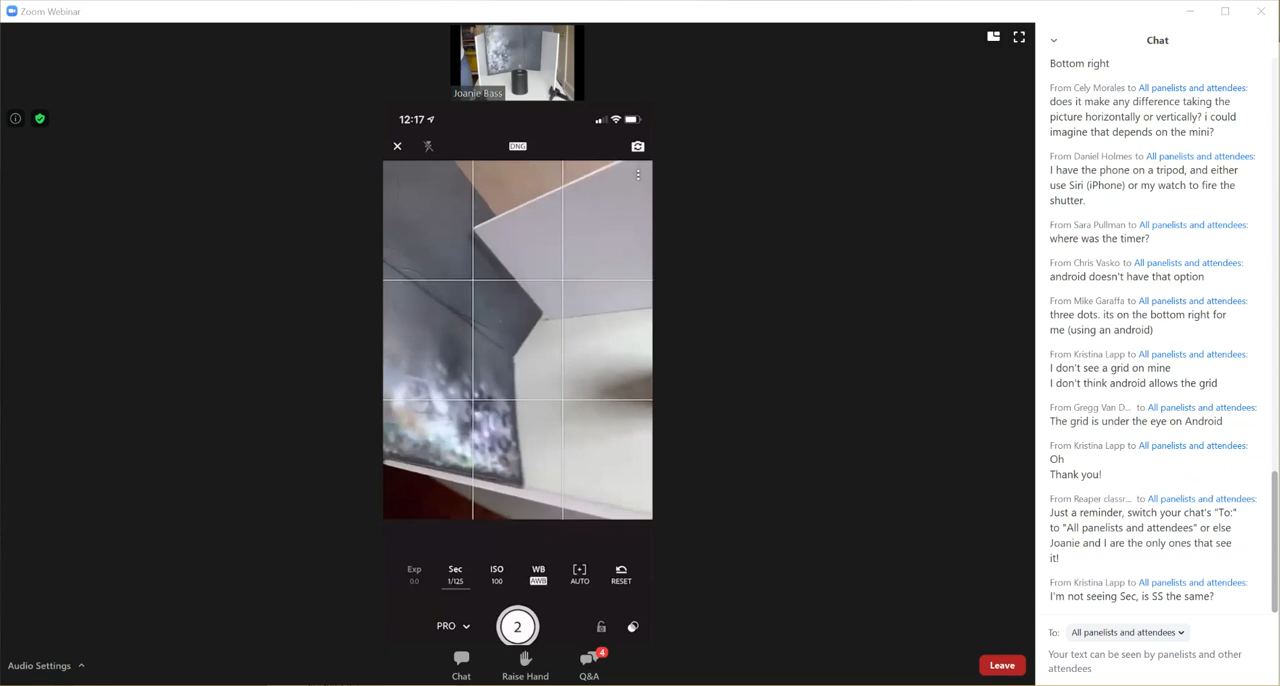 Zoom Webinar
Joanie Bass
12:17
DNG
Exp
0.0
Sec
1/125
ISO
100
WB
AWB
AUTO
RESET
PRO
2
Audio Settings
Chat
Raise Hand
4
Q&A
Leave
Chat
Bottom right
From Cely Morales to All panelists and attendees:
does it make any difference taking the
picture horizontally or vertically? i could
imagine that depends on the mini?
From Daniel Holmes to All panelists and attendees:
I have the phone on a tripod, and either
use Siri (iPhone) or my watch to fire the
shutter.
From Sara Pullman to All panelists and attendees:
where was the timer?
From Chris Vasko to All panelists and attendees:
android doesn't have that option
From Mike Garaffa to All panelists and attendees:
three dots. its on the bottom right for
me (using an android)
From Kristina Lapp to All panelists and attendees:
I don't see a grid on mine
I don't think android allows the grid
From Gregg Van D... to All panelists and attendees:
The grid is under the eye on Android
From Kristina Lapp to All panelists and attendees:
Oh
Thank you!
From Reaper classr... to All panelists and attendees:
Just a reminder, switch your chat's "To:"
to "All panelists and attendees" or else
Joanie and I are the only ones that see
it!
From Kristina Lapp to All panelists and attendees:
I'm not seeing Sec, is SS the same?
To: All panelists and attendees
Your text can be seen by panelists and other
attendees